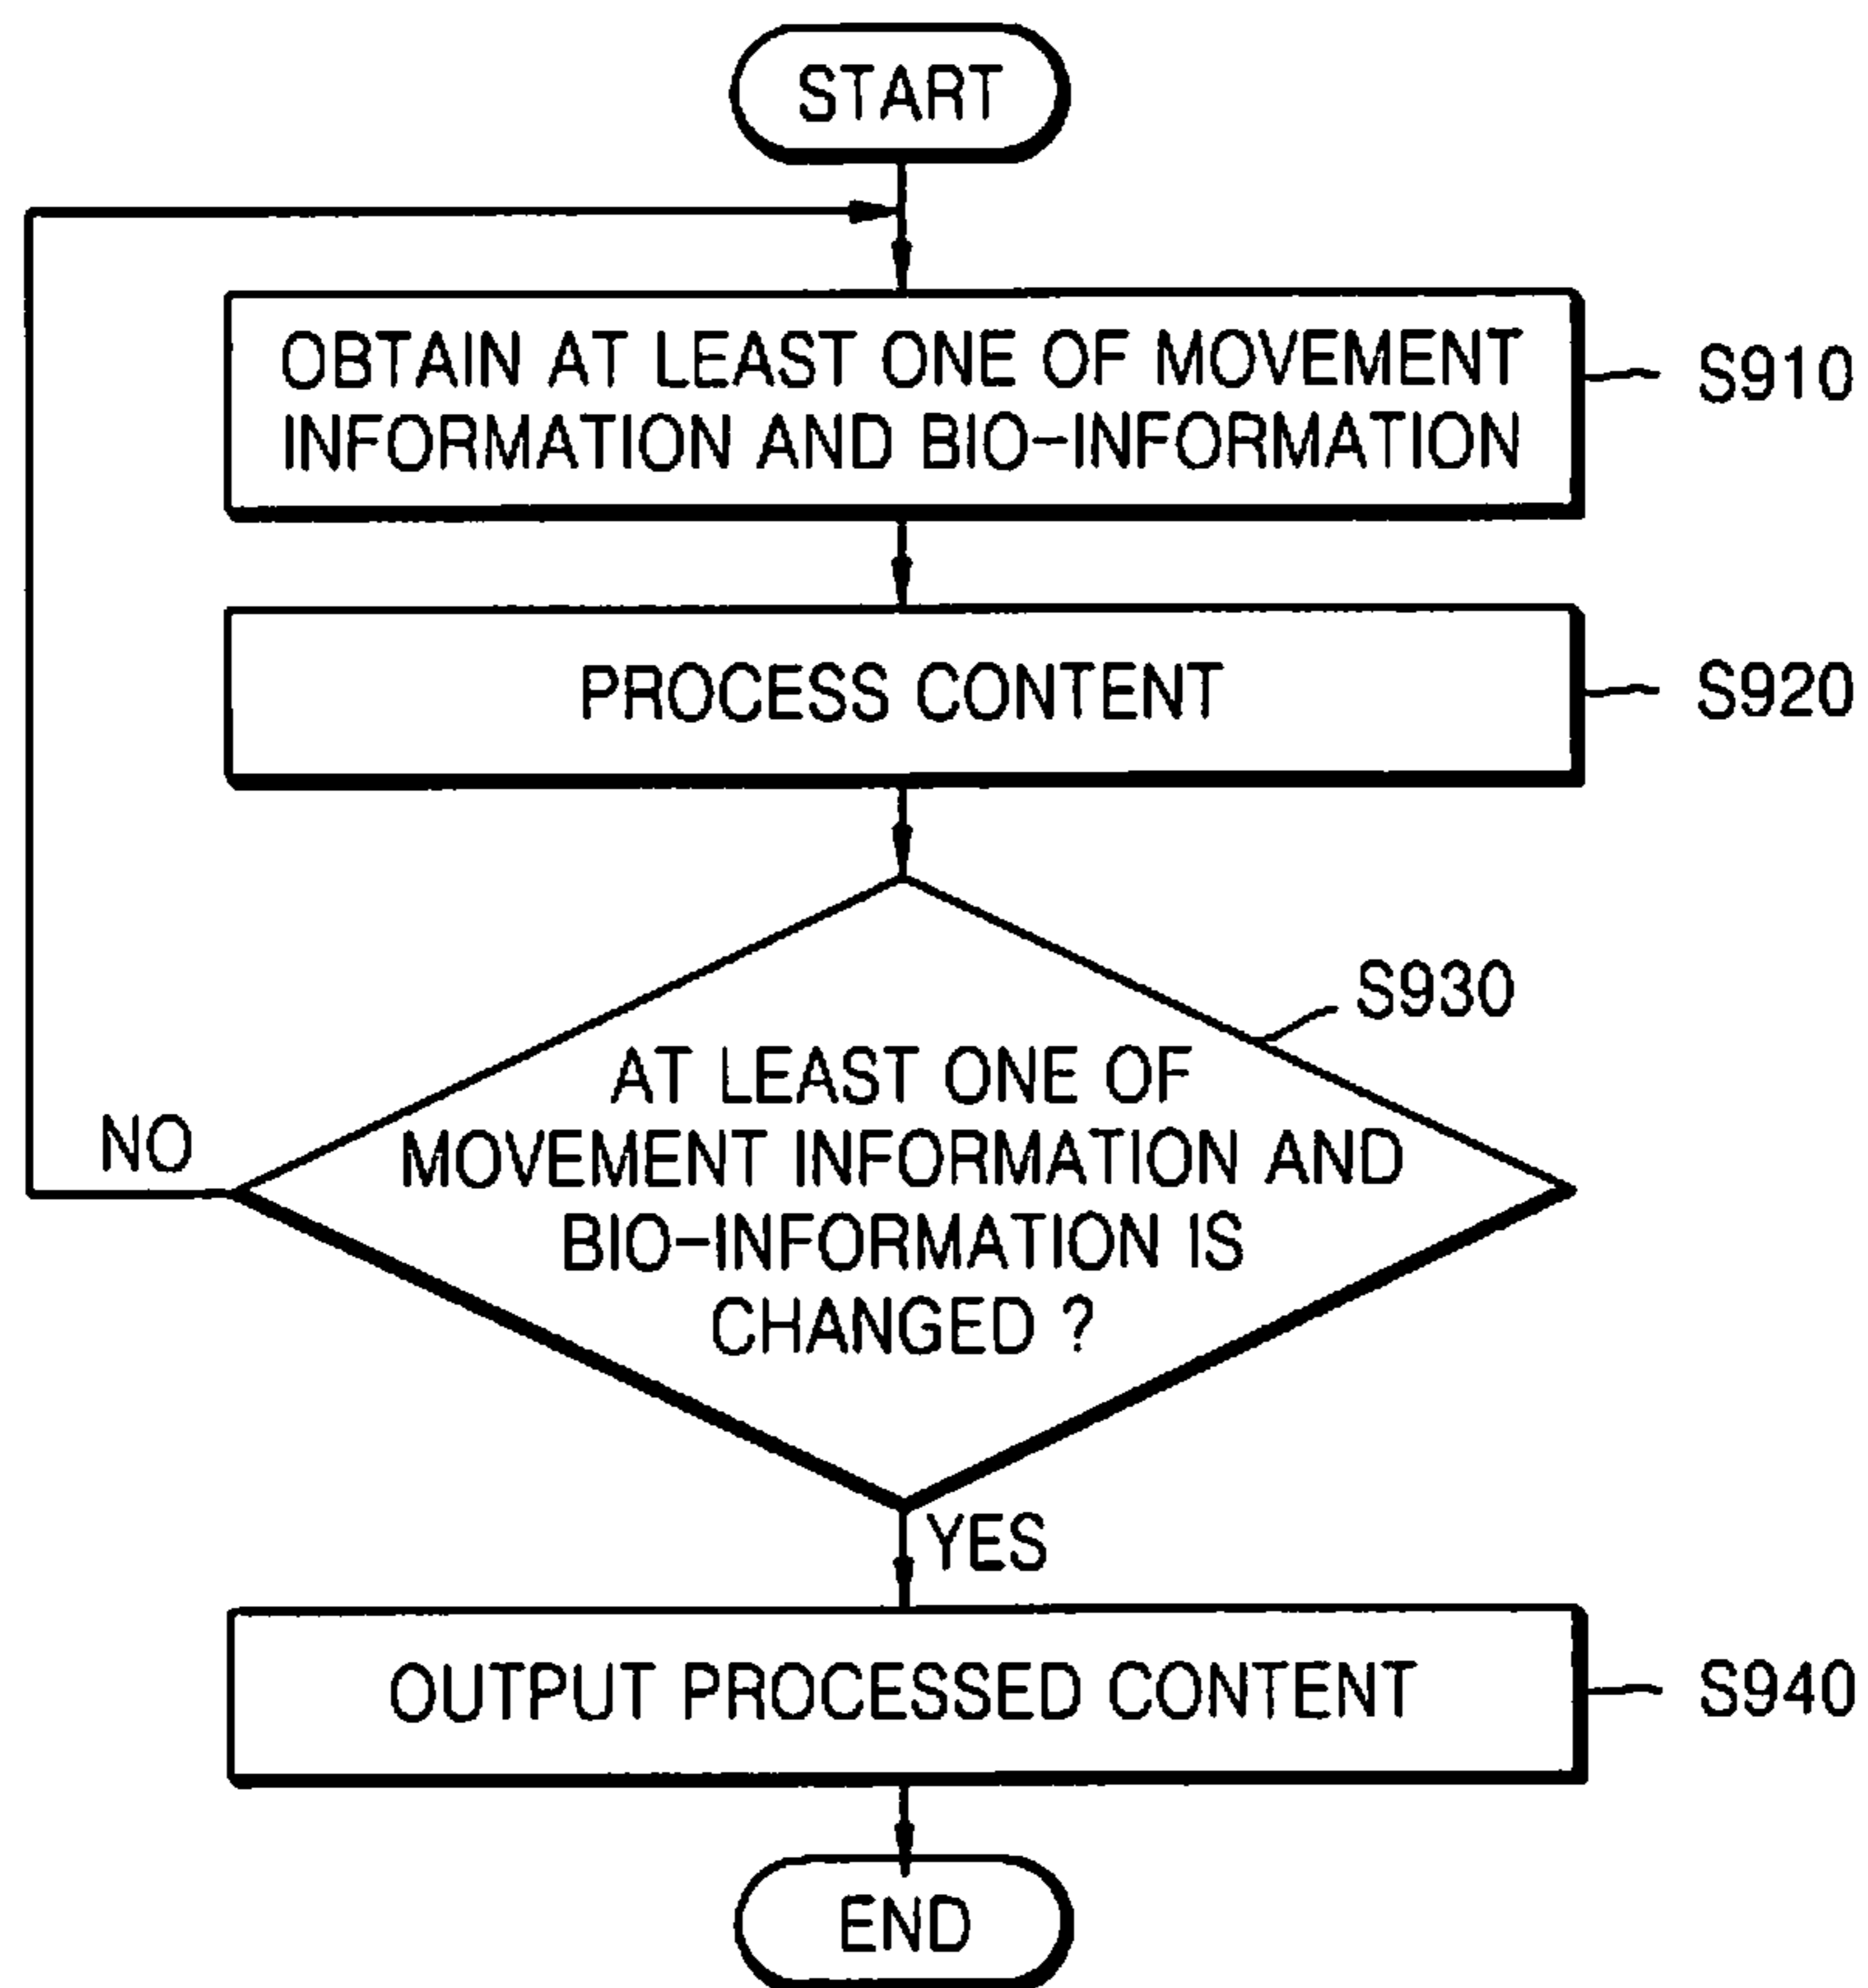 START
OBTAIN AT LEAST ONE OF MOVEMENT
INFORMATION AND BIO-INFORMATION
S910
PROCESS CONTENT
S920
S930
AT LEAST ONE OF
MOVEMENT INFORMATION AND
BIO-INFORMATION IS
CHANGED ?
NO
YES
OUTPUT PROCESSED CONTENT
S940
END